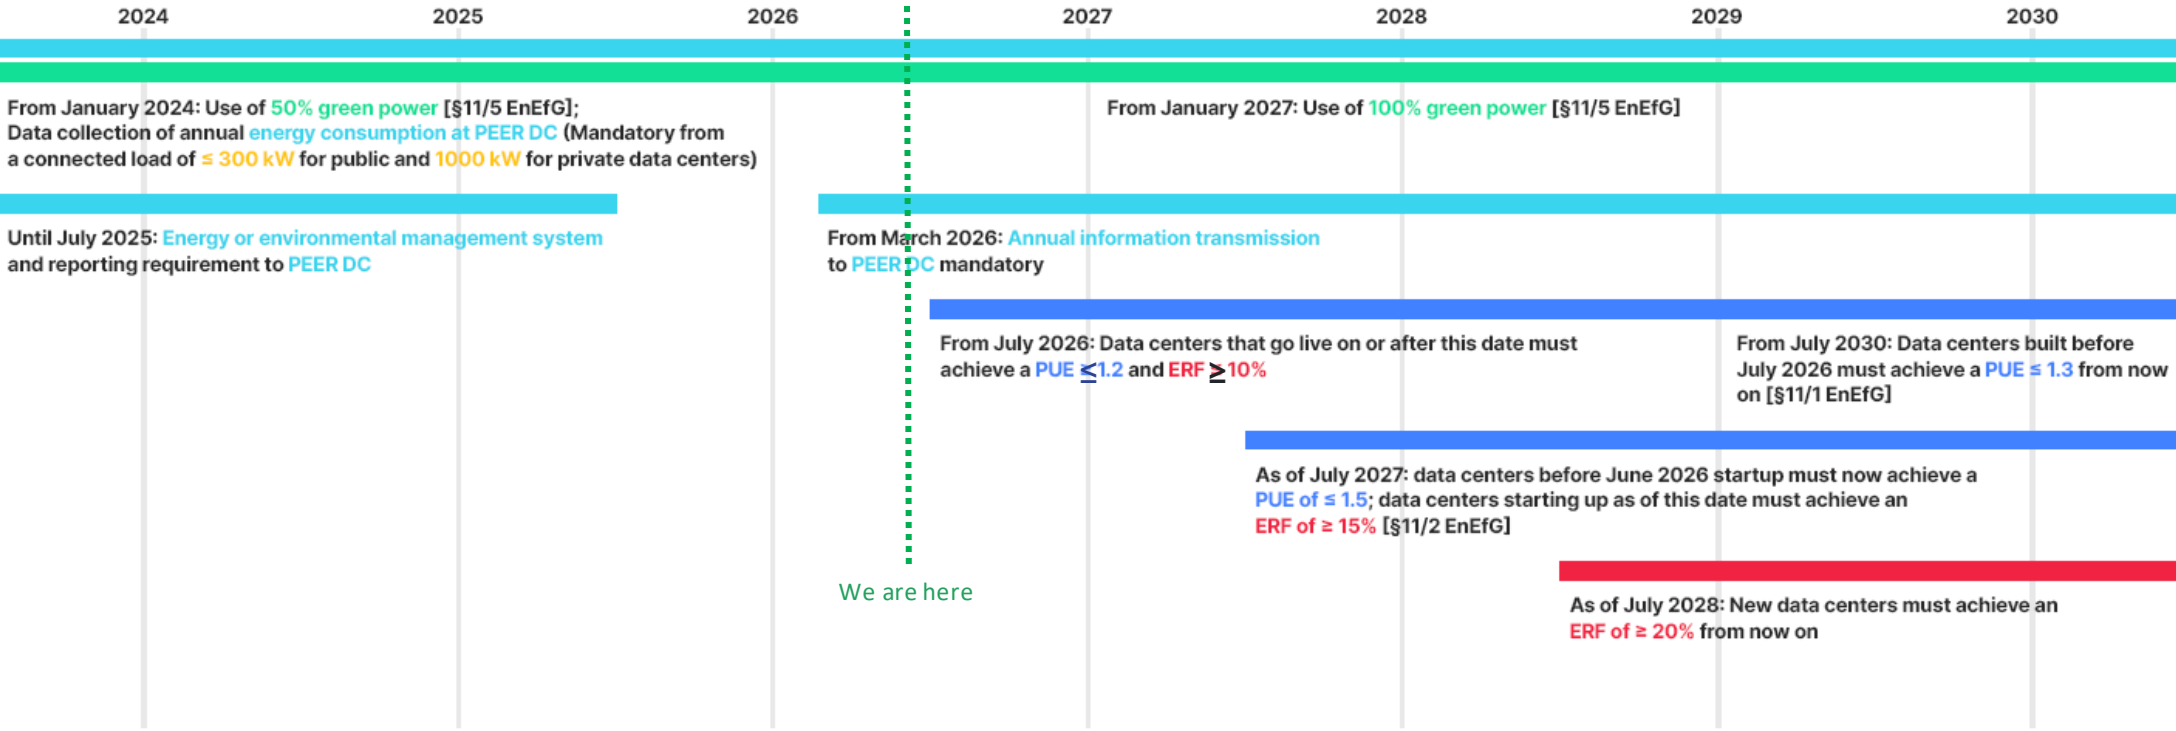 2024 2025 2026 2027 2028 2029 2030
From January 2024: Use of 50% green power [§11/5 EnEfG];
Data collection of annual energy consumption at PEER DC (Mandatory from
a connected load of ≤ 300 kW for public and 1000 kW for private data centers)
From January 2027: Use of 100% green power [§11/5 EnEfG]
Until July 2025: Energy or environmental management system
and reporting requirement to PEER DC
From March 2026: Annual information transmission
to PEER DC mandatory
From July 2026: Data centers that go live on or after this date must
achieve a PUE ≤1.2 and ERF ≥10%
From July 2030: Data centers built before
July 2026 must achieve a PUE ≤ 1.3 from now
on [§11/1 EnEfG]
As of July 2027: data centers before June 2026 startup must now achieve a
PUE of ≤ 1.5; data centers starting up as of this date must achieve an
ERF of ≥ 15% [§11/2 EnEfG]
We are here
As of July 2028: New data centers must achieve an
ERF of ≥ 20% from now on